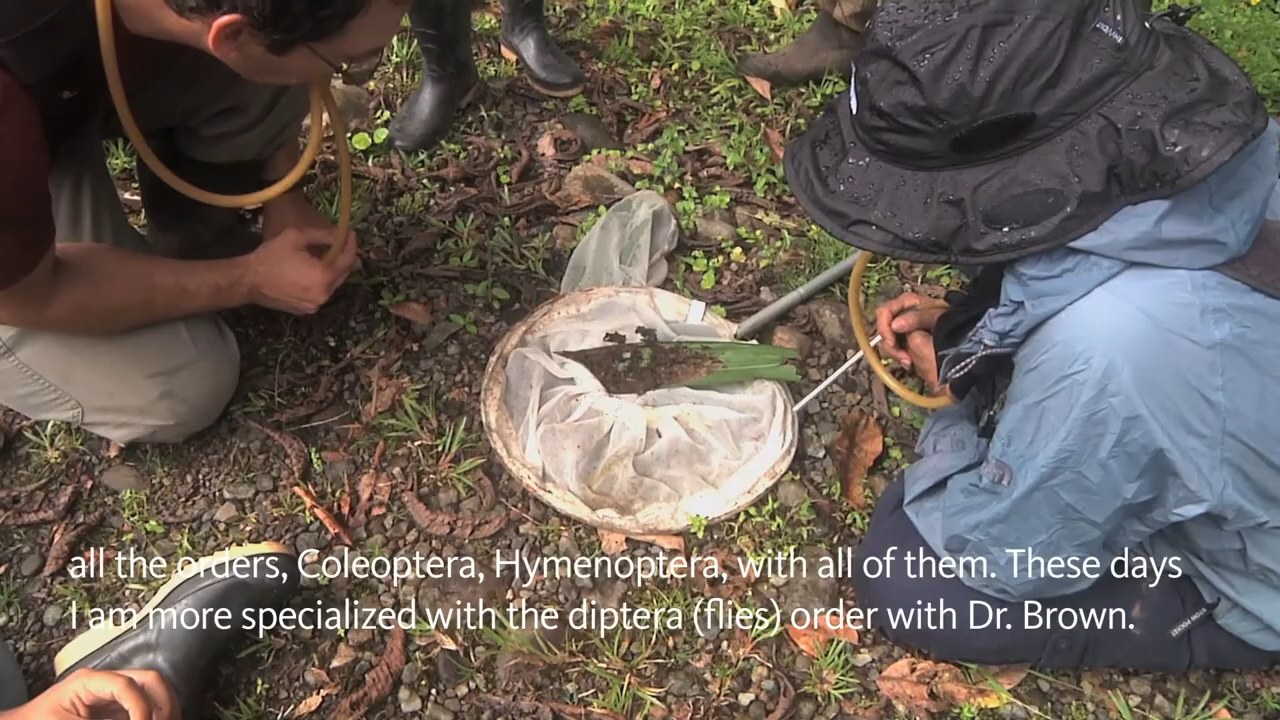 all the orders, Coleoptera, Hymenoptera, with all of them. These days
I am more specialized with the diptera (flies) order with Dr. Brown.